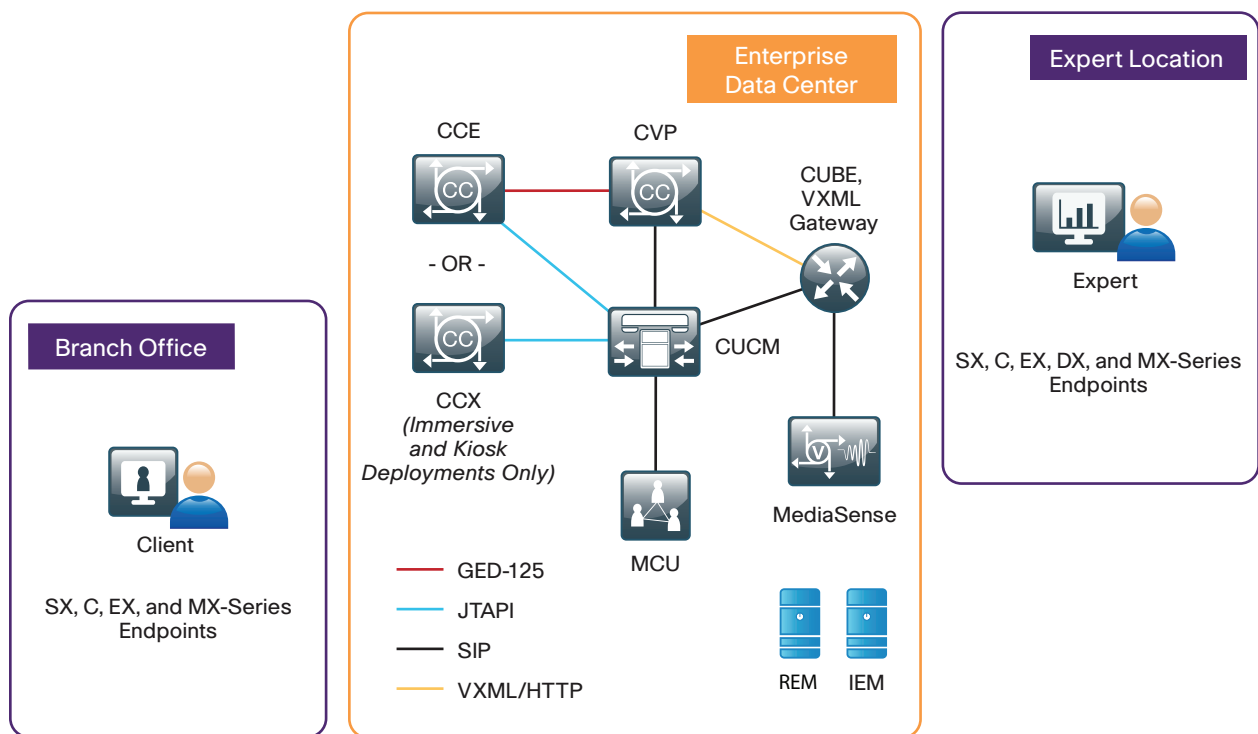 Enterprise
Data Center
Expert Location
CCE
CVP
CC
CC
CUBE,
VXML
Gateway
- OR -
Expert
Branch Office
CC
CUCM
SX, C, EX, DX, and MX-Series
Endpoints
CCX
(Immersive
and Kiosk
Deployments Only)
V
Client
MCU
MediaSense
SX, C, EX, and MX-Series
Endpoints
GED-125
JTAPI
SIP
VXML/HTTP
REM
IEM